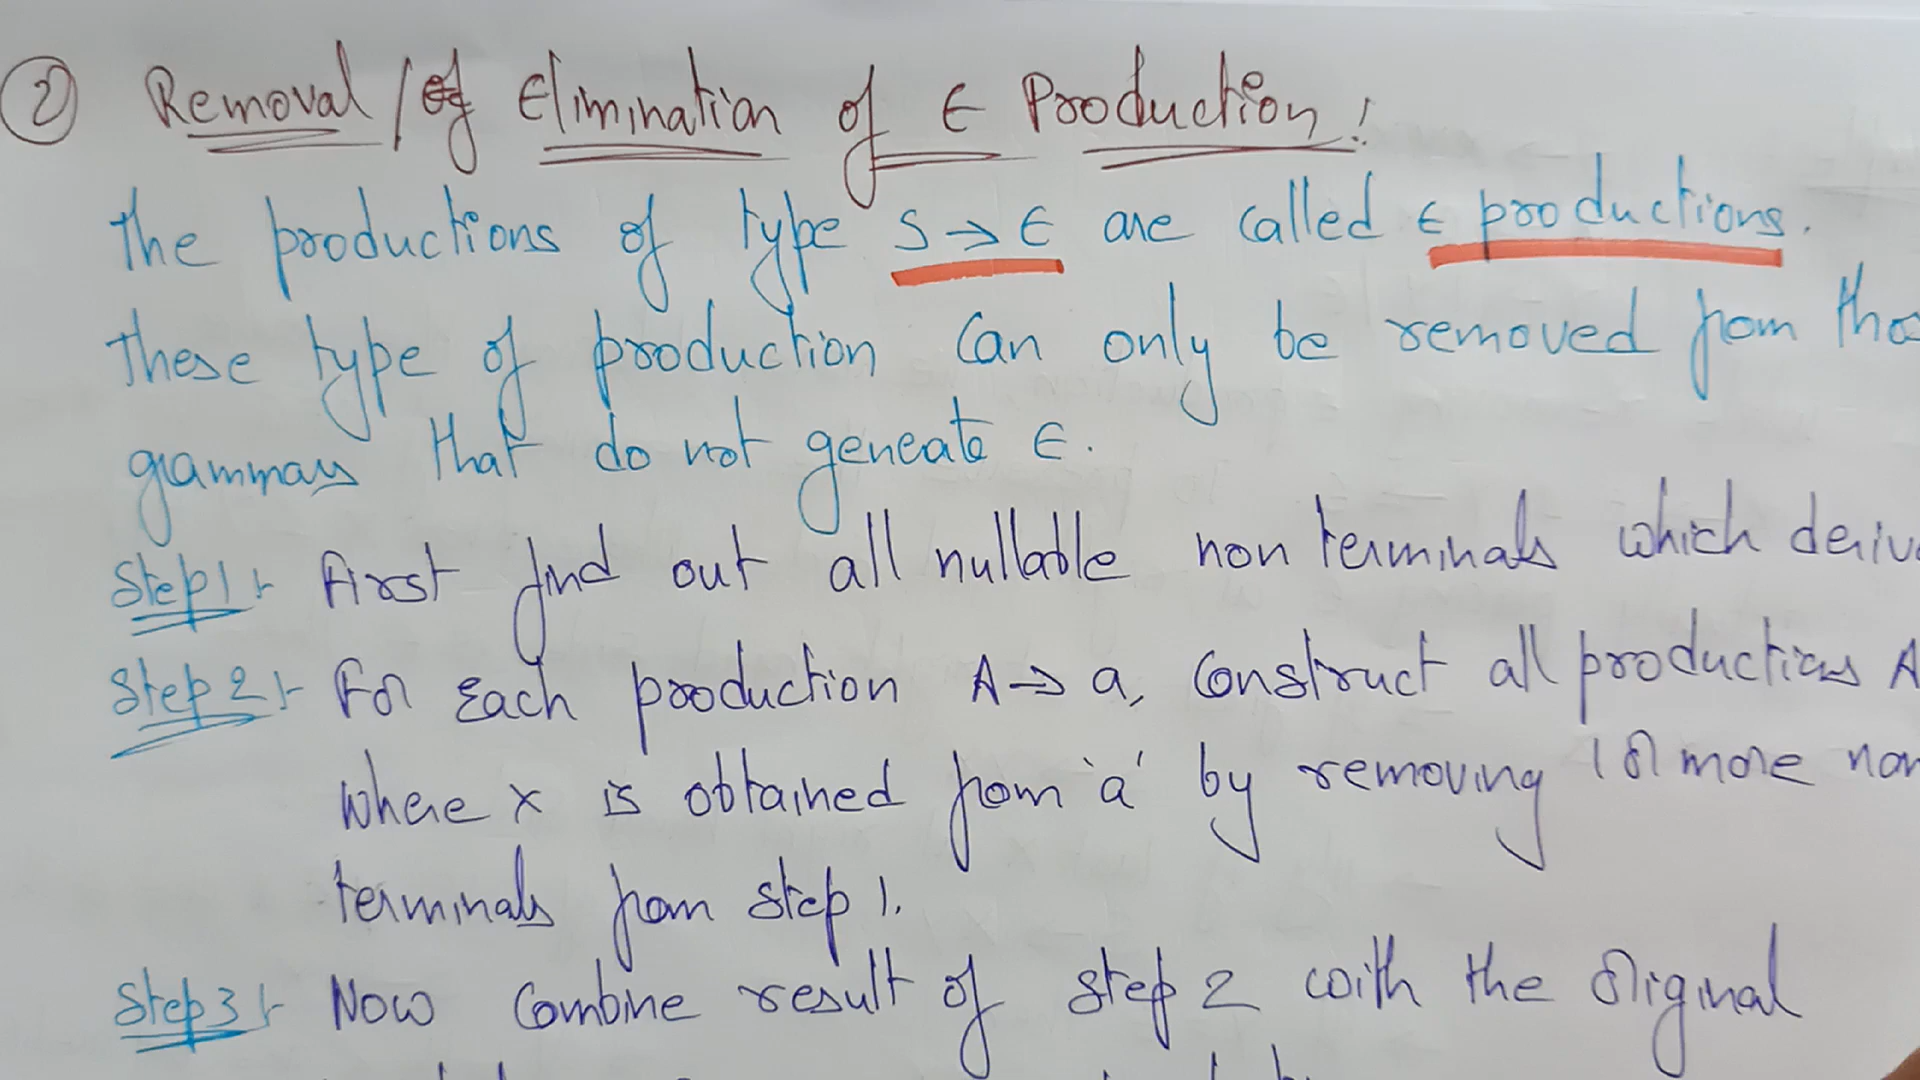 ② Removal / of Elimination of ∈ Production!
The productions of type S → ∈ are called ∈ productions.
These type of production can only be removed from tho
grammars that do not geneate ∈.
Step 1:- First find out all nullable non terminals which deriv
Step 2:- For Each production A → a, Construct all productions A
Where x is obtained from 'a' by removing 1 or more non
terminals from Step 1.
Step 3:- Now Combine result of step 2 with the original